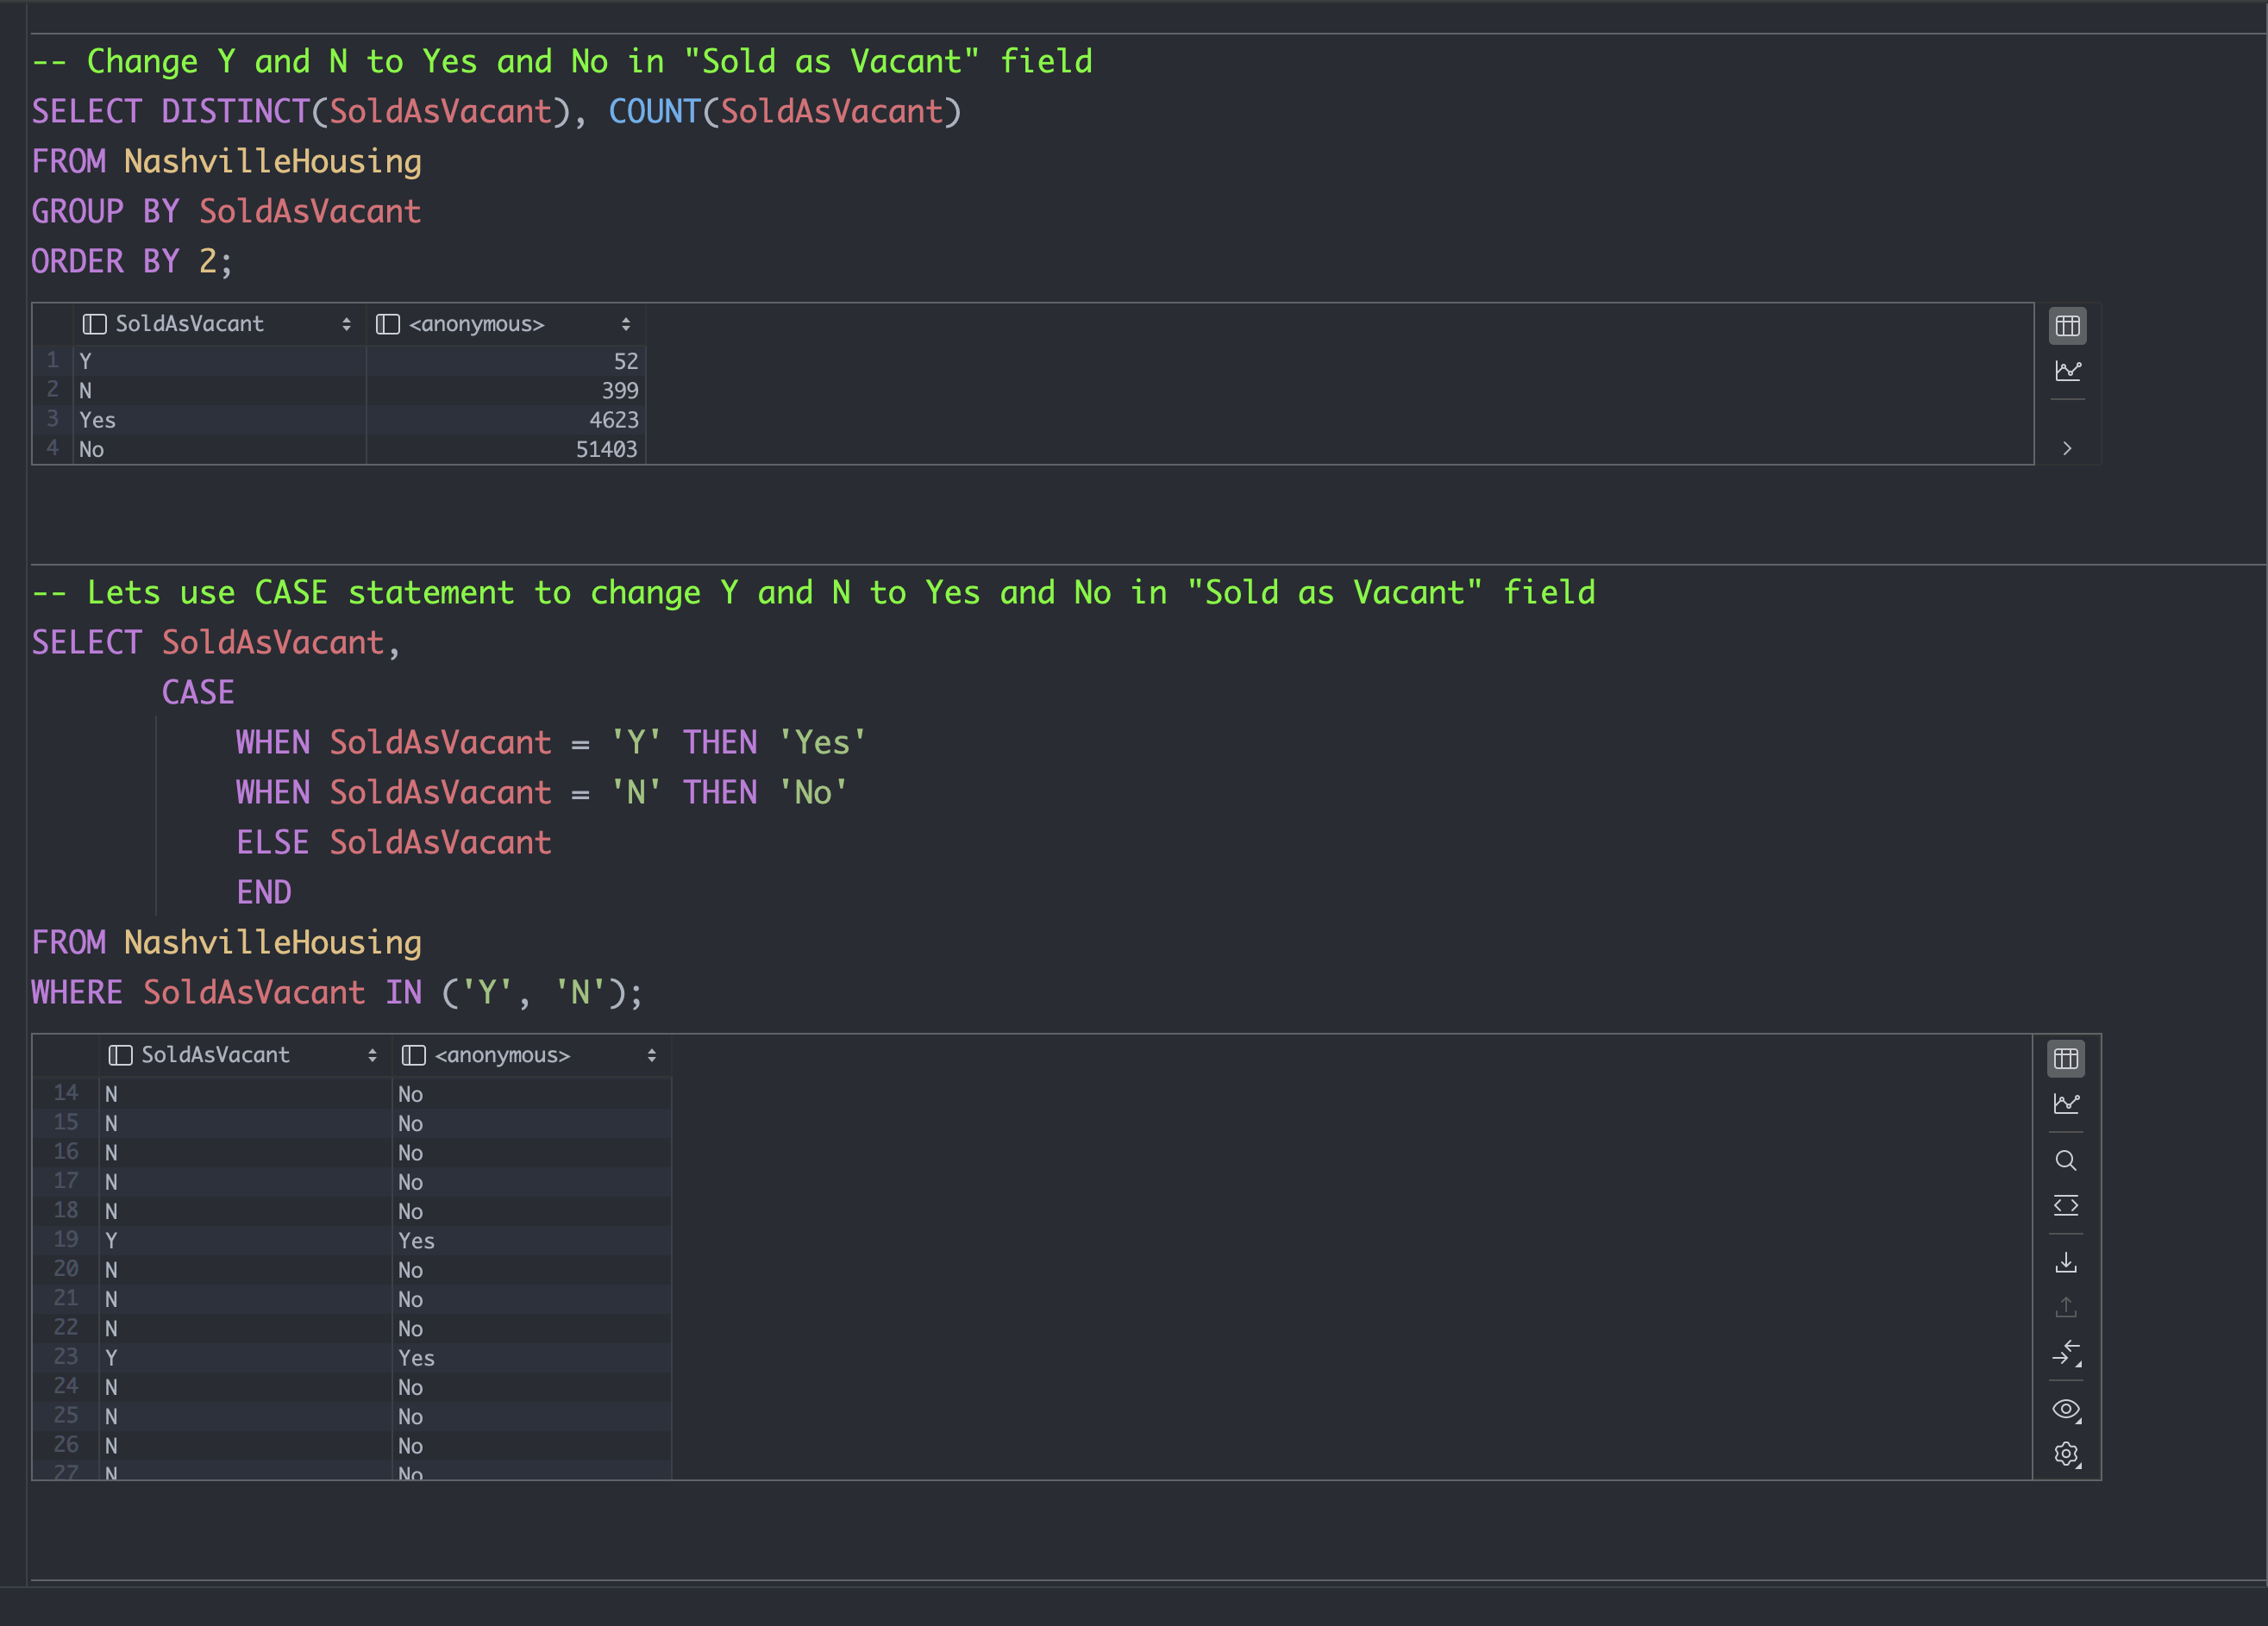 -- Change Y and N to Yes and No in "Sold as Vacant" field
SELECT DISTINCT(SoldAsVacant), COUNT(SoldAsVacant)
FROM NashvilleHousing
GROUP BY SoldAsVacant
ORDER BY 2;
SoldAsVacant <anonymous>
1 Y 52
2 N 399
3 Yes 4623
4 No 51403
-- Lets use CASE statement to change Y and N to Yes and No in "Sold as Vacant" field
SELECT SoldAsVacant,
CASE
WHEN SoldAsVacant = 'Y' THEN 'Yes'
WHEN SoldAsVacant = 'N' THEN 'No'
ELSE SoldAsVacant
END
FROM NashvilleHousing
WHERE SoldAsVacant IN ('Y', 'N');
SoldAsVacant <anonymous>
14 N No
15 N No
16 N No
17 N No
18 N No
19 Y Yes
20 N No
21 N No
22 N No
23 Y Yes
24 N No
25 N No
26 N No
27 N No